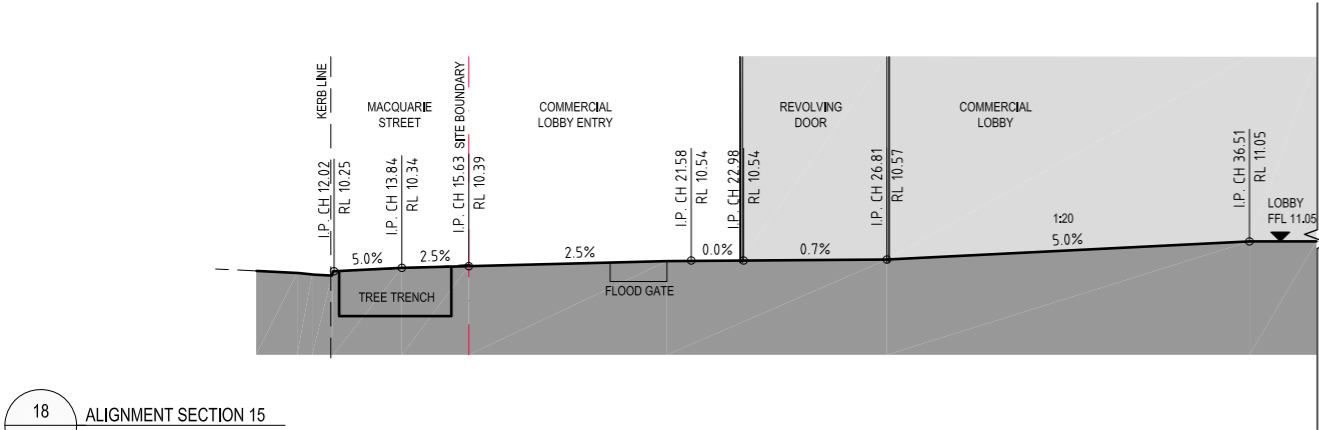 KERB LINE
MACQUARIE
STREET
SITE BOUNDARY
COMMERCIAL
LOBBY ENTRY
REVOLVING
DOOR
COMMERCIAL
LOBBY
I.P. CH 12.02
RL 10.25
I.P. CH 13.84
RL 10.34
I.P. CH 15.63
RL 10.39
I.P. CH 21.58
RL 10.54
I.P. CH 22.98
RL 10.54
I.P. CH 26.81
RL 10.57
I.P. CH 36.51
RL 11.05
LOBBY
FFL 11.05
1:20
5.0%
2.5%
2.5%
0.0%
0.7%
5.0%
TREE TRENCH
FLOOD GATE
18
ALIGNMENT SECTION 15